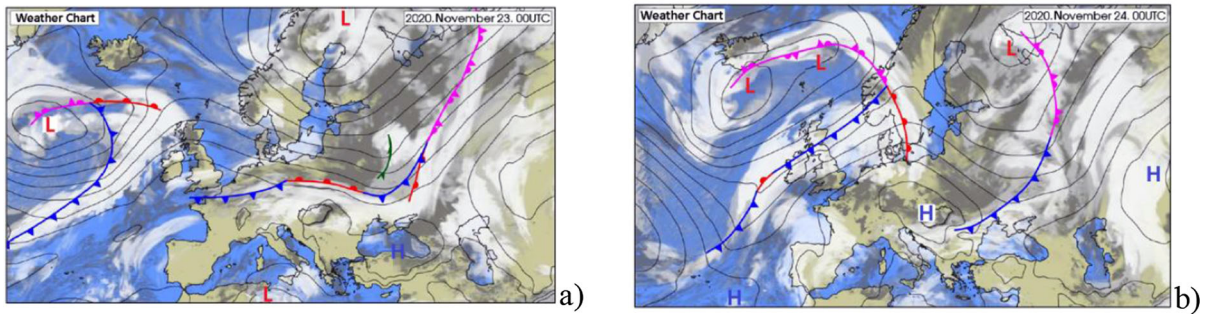 Weather Chart
2020.November 23.00UTC
L
L
H
L
a)
Weather Chart
2020.November 24.00UTC
L
L
L
H
H
H
b)